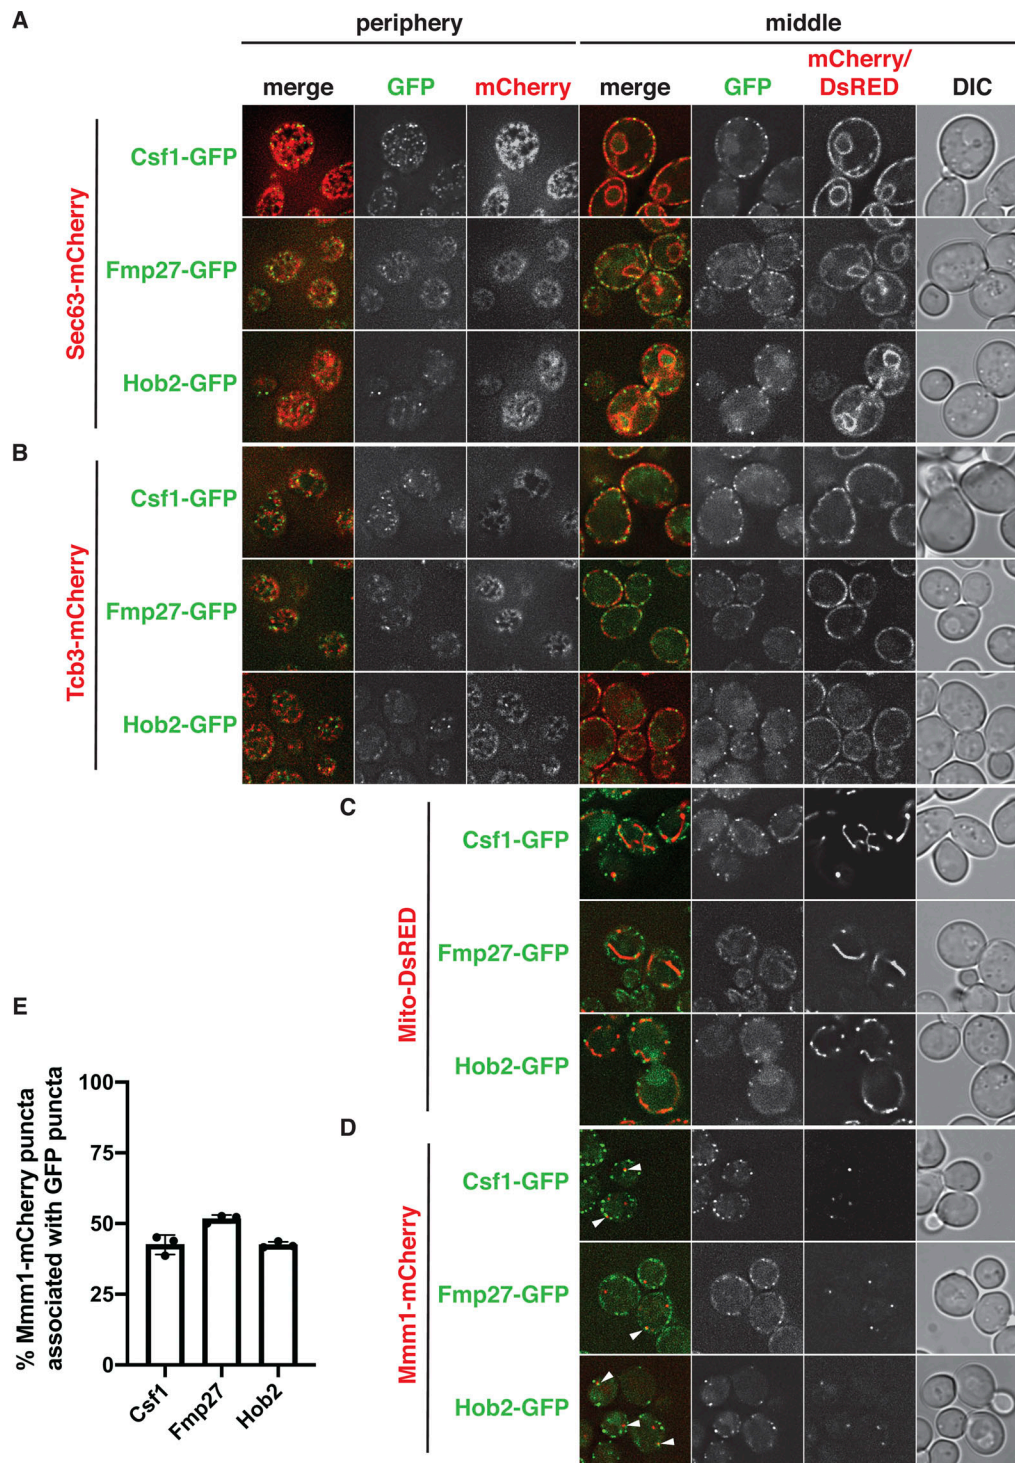 A
periphery
middle
merge
GFP
mCherry
merge
GFP
mCherry/
DsRED
DIC
Sec63-mCherry
Csf1-GFP
Fmp27-GFP
Hob2-GFP
B
Tcb3-mCherry
Csf1-GFP
Fmp27-GFP
Hob2-GFP
C
Mito-DsRED
Csf1-GFP
Fmp27-GFP
Hob2-GFP
D
Mmm1-mCherry
Csf1-GFP
Fmp27-GFP
Hob2-GFP
E
% Mmm1-mCherry puncta
associated with GFP puncta
100
75
50
25
0
Csf1
Fmp27
Hob2